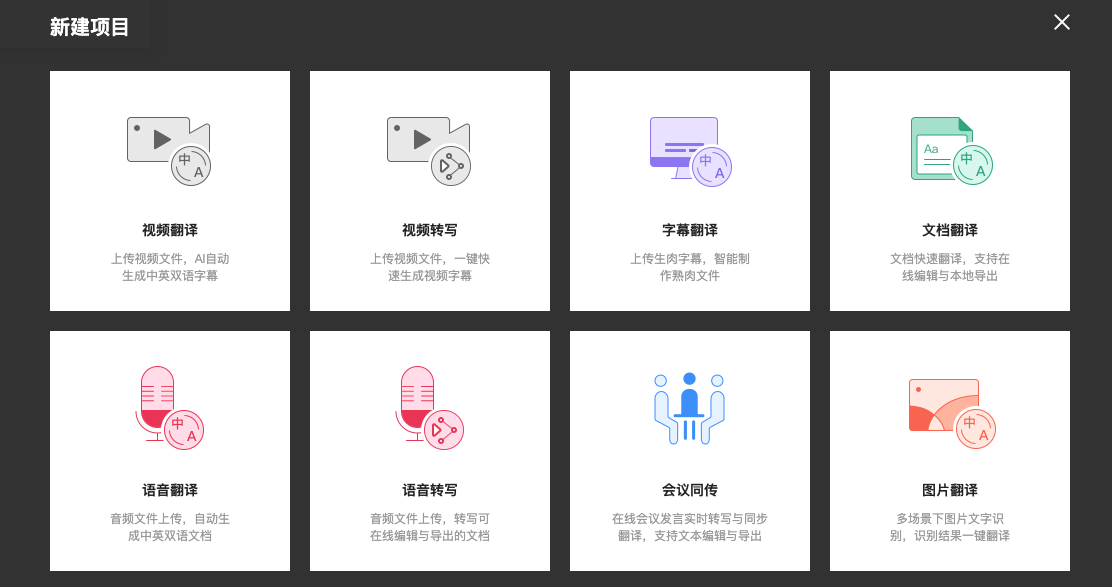 新建项目
中
A
中
A
中
A
Aa
视频翻译
视频转写
字幕翻译
文档翻译
上传视频文件，AI自动
生成中英双语字幕
上传视频文件，一键快
速生成视频字幕
上传生肉字幕，智能制
作熟肉文件
文档快速翻译，支持在
线编辑与本地导出
中
A
中
A
语音翻译
语音转写
会议同传
图片翻译
音频文件上传，自动生
成中英双语文档
音频文件上传，转写可
在线编辑与导出的文档
在线会议发言实时转写与同步
翻译，支持文本编辑与导出
多场景下图片文字识
别，识别结果一键翻译